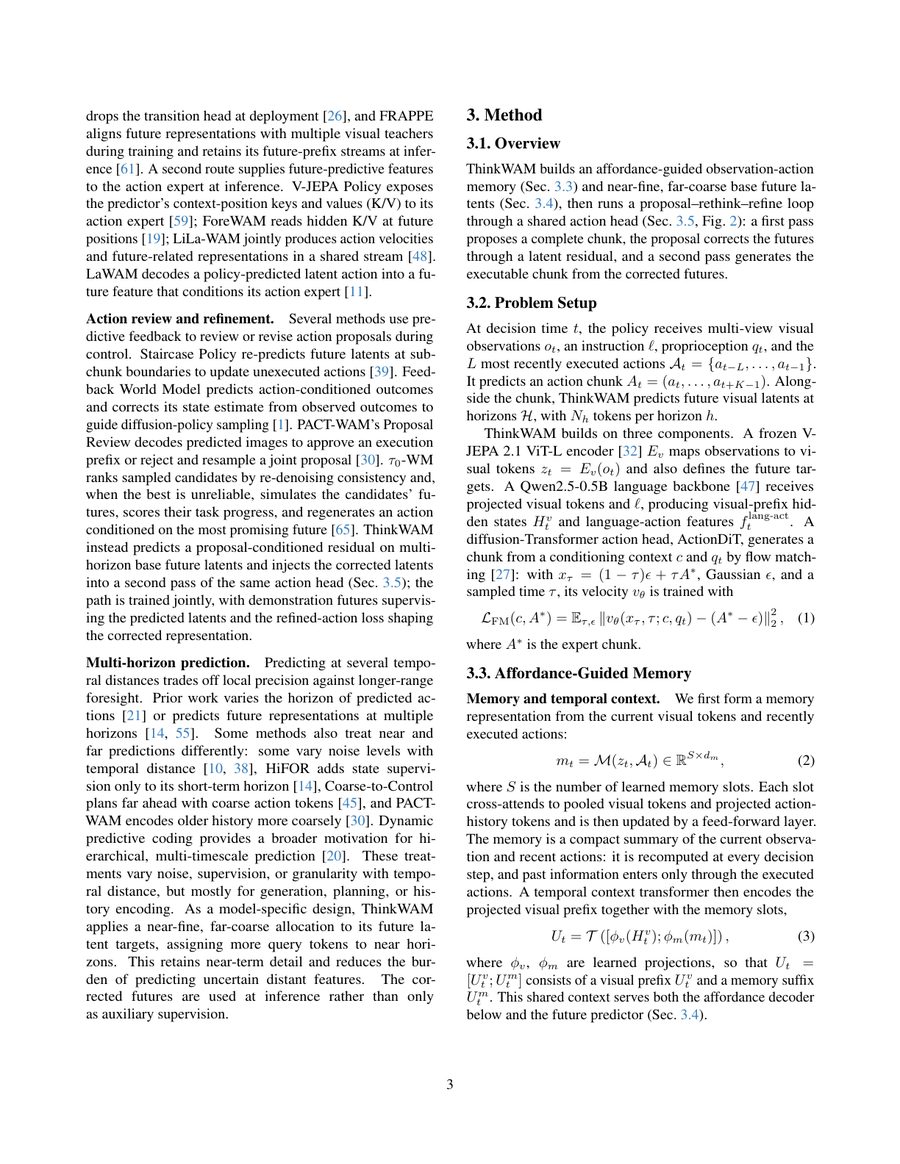 drops the transition head at deployment [26], and FRAPPE
aligns future representations with multiple visual teachers
during training and retains its future-prefix streams at infer-
ence [61]. A second route supplies future-predictive features
to the action expert at inference. V-JEPA Policy exposes
the predictor’s context-position keys and values (K/V) to its
action expert [59]; ForeWAM reads hidden K/V at future
positions [19]; LiLa-WAM jointly produces action velocities
and future-related representations in a shared stream [48].
LaWAM decodes a policy-predicted latent action into a fu-
ture feature that conditions its action expert [11].
Action review and refinement. Several methods use pre-
dictive feedback to review or revise action proposals during
control. Staircase Policy re-predicts future latents at sub-
chunk boundaries to update unexecuted actions [39]. Feed-
back World Model predicts action-conditioned outcomes
and corrects its state estimate from observed outcomes to
guide diffusion-policy sampling [1]. PACT-WAM’s Proposal
Review decodes predicted images to approve an execution
prefix or reject and resample a joint proposal [30]. τ₀-WM
ranks sampled candidates by re-denoising consistency and,
when the best is unreliable, simulates the candidates’ fu-
tures, scores their task progress, and regenerates an action
conditioned on the most promising future [65]. ThinkWAM
instead predicts a proposal-conditioned residual on multi-
horizon base future latents and injects the corrected latents
into a second pass of the same action head (Sec. 3.5); the
path is trained jointly, with demonstration futures supervis-
ing the predicted latents and the refined-action loss shaping
the corrected representation.
Multi-horizon prediction. Predicting at several tempo-
ral distances trades off local precision against longer-range
foresight. Prior work varies the horizon of predicted ac-
tions [21] or predicts future representations at multiple
horizons [14, 55]. Some methods also treat near and
far predictions differently: some vary noise levels with
temporal distance [10, 38], HiFOR adds state supervi-
sion only to its short-term horizon [14], Coarse-to-Control
plans far ahead with coarse action tokens [45], and PACT-
WAM encodes older history more coarsely [30]. Dynamic
predictive coding provides a broader motivation for hi-
erarchical, multi-timescale prediction [20]. These treat-
ments vary noise, supervision, or granularity with tempo-
ral distance, but mostly for generation, planning, or his-
tory encoding. As a model-specific design, ThinkWAM
applies a near-fine, far-coarse allocation to its future la-
tent targets, assigning more query tokens to near hori-
zons. This retains near-term detail and reduces the bur-
den of predicting uncertain distant features. The cor-
rected futures are used at inference rather than only
as auxiliary supervision.
3. Method
3.1. Overview
ThinkWAM builds an affordance-guided observation-action
memory (Sec. 3.3) and near-fine, far-coarse base future la-
tents (Sec. 3.4), then runs a proposal–rethink–refine loop
through a shared action head (Sec. 3.5, Fig. 2): a first pass
proposes a complete chunk, the proposal corrects the futures
through a latent residual, and a second pass generates the
executable chunk from the corrected futures.
3.2. Problem Setup
At decision time t, the policy receives multi-view visual
observations o_t, an instruction ℓ, proprioception q_t, and the
L most recently executed actions 𝒜_t = {a_{t−L}, . . . , a_{t−1}}.
It predicts an action chunk A_t = (a_t, . . . , a_{t+K−1}). Along-
side the chunk, ThinkWAM predicts future visual latents at
horizons ℋ, with N_h tokens per horizon h.
ThinkWAM builds on three components. A frozen V-
JEPA 2.1 ViT-L encoder [32] E_v maps observations to vi-
sual tokens z_t = E_v(o_t) and also defines the future tar-
gets. A Qwen2.5-0.5B language backbone [47] receives
projected visual tokens and ℓ, producing visual-prefix hid-
den states H_t^v and language-action features f_t^{lang-act}. A
diffusion-Transformer action head, ActionDiT, generates a
chunk from a conditioning context c and q_t by flow match-
ing [27]: with x_τ = (1 − τ)ϵ + τA*, Gaussian ϵ, and a
sampled time τ, its velocity v_θ is trained with
ℒ_FM(c, A*) = 𝔼_{τ,ϵ} ‖v_θ(x_τ, τ; c, q_t) − (A* − ϵ)‖_2^2 , (1)
where A* is the expert chunk.
3.3. Affordance-Guided Memory
Memory and temporal context. We first form a memory
representation from the current visual tokens and recently
executed actions:
m_t = ℳ(z_t, 𝒜_t) ∈ ℝ^{S×d_m}, (2)
where S is the number of learned memory slots. Each slot
cross-attends to pooled visual tokens and projected action-
history tokens and is then updated by a feed-forward layer.
The memory is a compact summary of the current observa-
tion and recent actions: it is recomputed at every decision
step, and past information enters only through the executed
actions. A temporal context transformer then encodes the
projected visual prefix together with the memory slots,
U_t = 𝒯 ([ϕ_v(H_t^v); ϕ_m(m_t)]) , (3)
where ϕ_v, ϕ_m are learned projections, so that U_t =
[U_t^v; U_t^m] consists of a visual prefix U_t^v and a memory suffix
U_t^m. This shared context serves both the affordance decoder
below and the future predictor (Sec. 3.4).
3